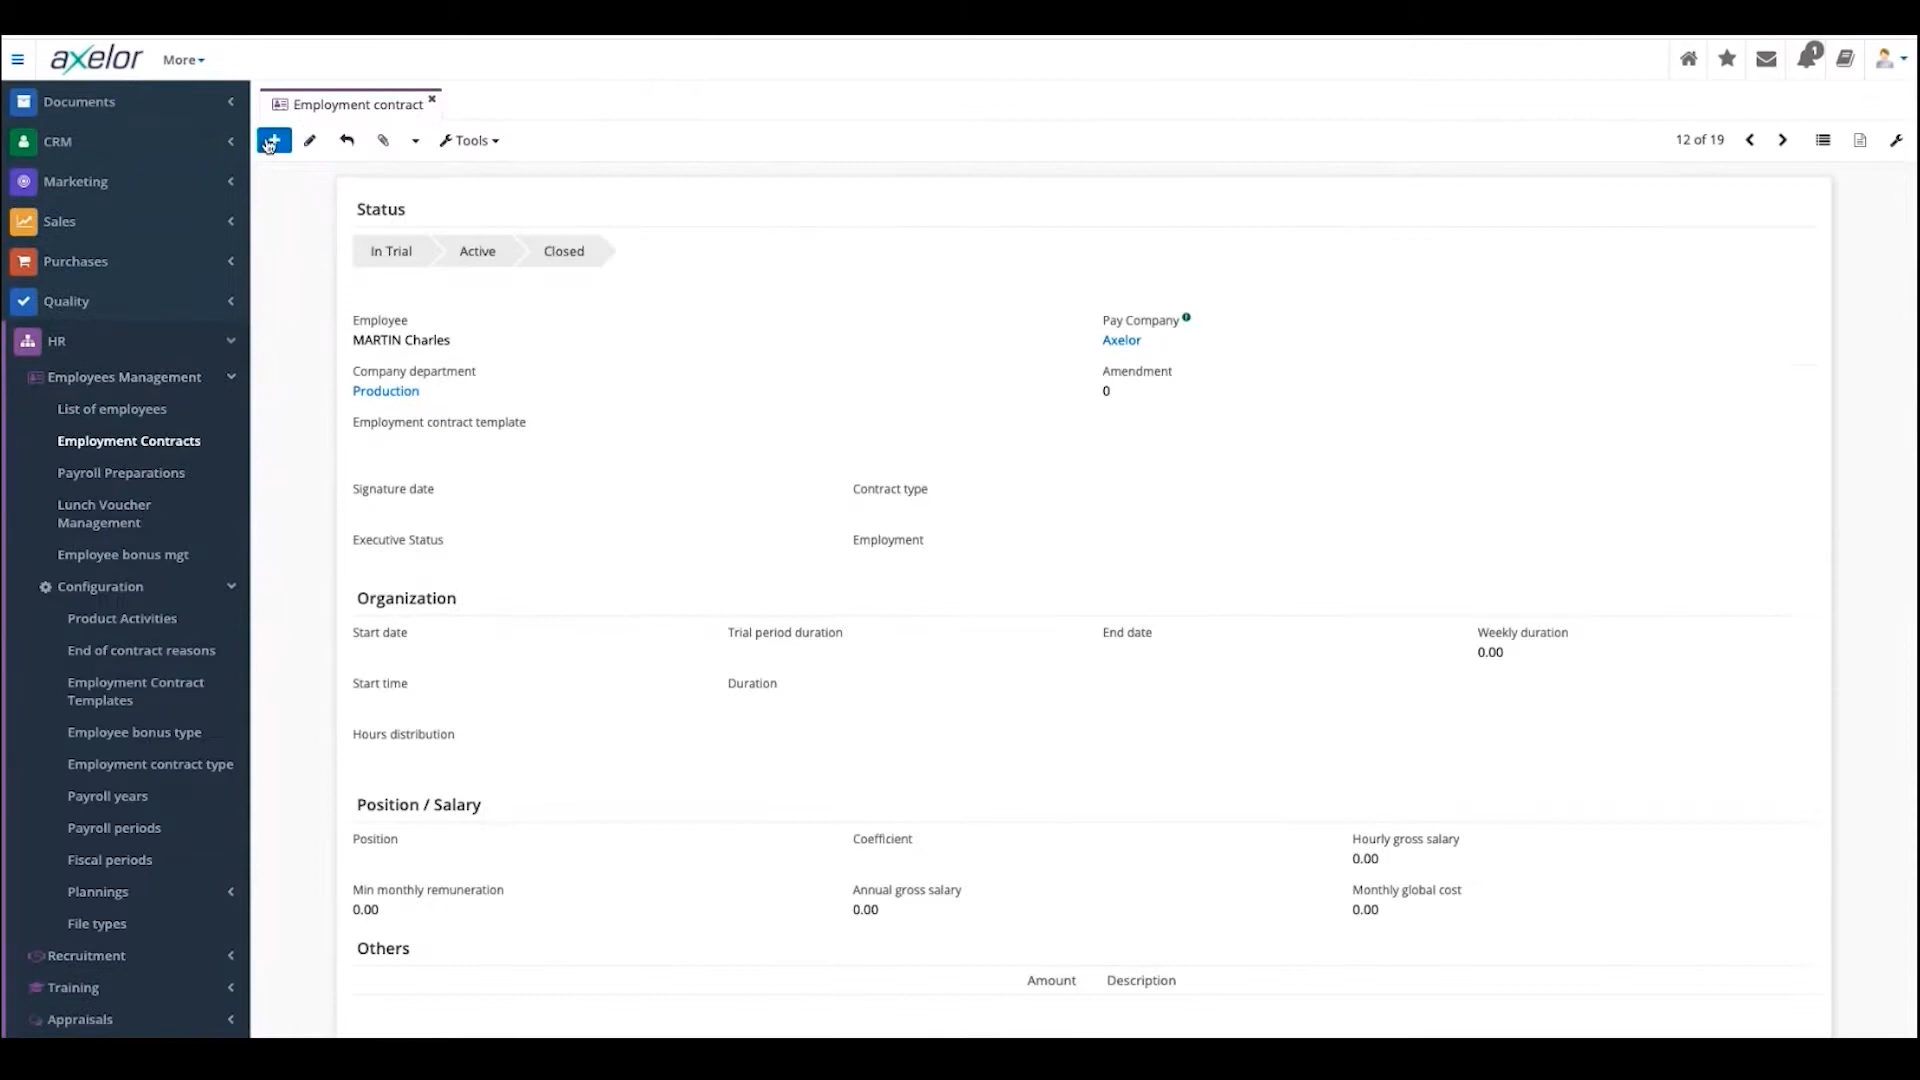 axelor
More
1
Documents
CRM
Marketing
Sales
Purchases
Quality
HR
Employees Management
List of employees
Employment Contracts
Payroll Preparations
Lunch Voucher
Management
Employee bonus mgt
Configuration
Product Activities
End of contract reasons
Employment Contract
Templates
Employee bonus type
Employment contract type
Payroll years
Payroll periods
Fiscal periods
Plannings
File types
Recruitment
Training
Appraisals
Employment contract
Tools
12 of 19
Status
In Trial Active Closed
Employee Pay Company
MARTIN Charles Axelor
Company department Amendment
Production 0
Employment contract template
Signature date Contract type
Executive Status Employment
Organization
Start date Trial period duration End date Weekly duration
0.00
Start time Duration
Hours distribution
Position / Salary
Position Coefficient Hourly gross salary
0.00
Min monthly remuneration Annual gross salary Monthly global cost
0.00 0.00 0.00
Others
Amount Description